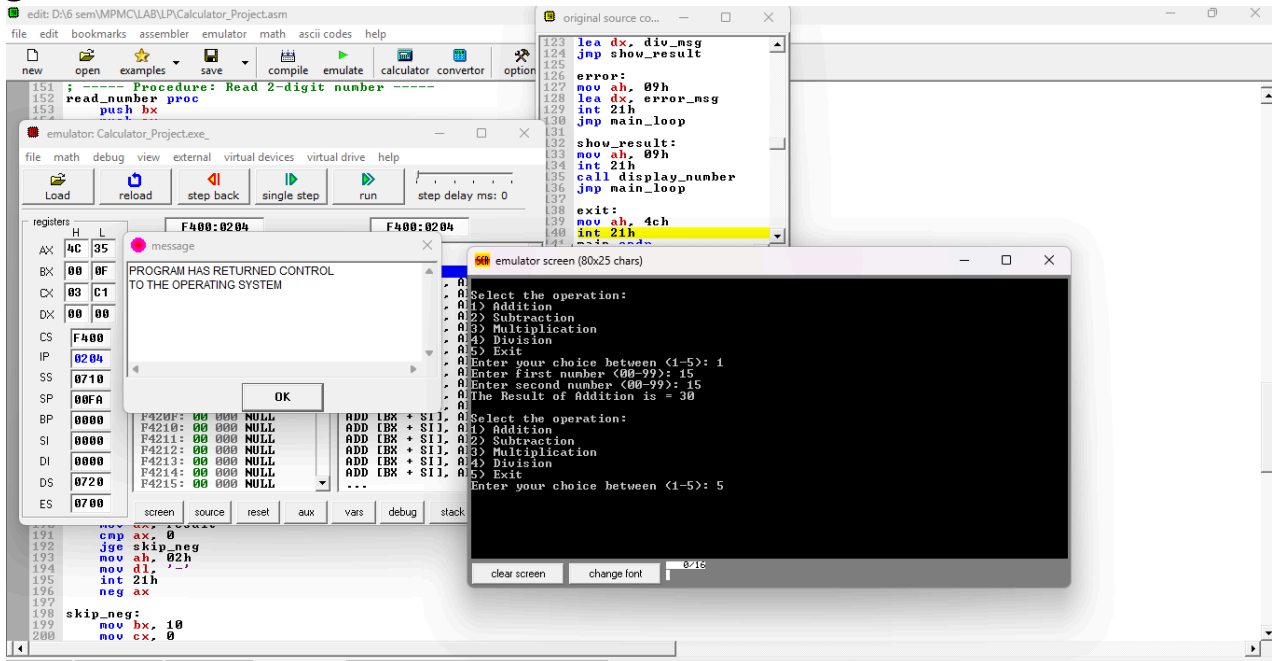 edit: D:\6 sem\MPMC\LAB\LP\Calculator_Project.asm
file edit bookmarks assembler emulator math ascii codes help
new open examples save compile emulate calculator convertor option
151 ; ----- Procedure: Read 2-digit number -----
152 read_number proc
153 push bx
original source co...
123 lea dx, div_msg
124 jmp show_result
125
126 error:
127 mov ah, 09h
128 lea dx, error_msg
129 int 21h
130 jmp main_loop
131
132 show_result:
133 mov ah, 09h
134 int 21h
135 call display_number
136 jmp main_loop
137
138 exit:
139 mov ah, 4ch
140 int 21h
141 main endp
emulator: Calculator_Project.exe_
file math debug view external virtual devices virtual drive help
Load reload step back single step run step delay ms: 0
registers
H L
F400:0204 F400:0204
AX 4C 35
BX 00 0F
CX 03 C1
DX 00 00
CS F400
IP 0204
SS 0710
SP 00FA
BP 0000
SI 0000
DI 0000
DS 0720
ES 0700
message
PROGRAM HAS RETURNED CONTROL
TO THE OPERATING SYSTEM
OK
F420F: 00 000 NULL ADD [BX + SI], A
F4210: 00 000 NULL ADD [BX + SI], A
F4211: 00 000 NULL ADD [BX + SI], A
F4212: 00 000 NULL ADD [BX + SI], A
F4213: 00 000 NULL ADD [BX + SI], A
F4214: 00 000 NULL ADD [BX + SI], A
F4215: 00 000 NULL ...
screen source reset aux vars debug stack
emulator screen (80x25 chars)
Select the operation:
1) Addition
2) Subtraction
3) Multiplication
4) Division
5) Exit
Enter your choice between (1-5): 1
Enter first number (00-99): 15
Enter second number (00-99): 15
The Result of Addition is = 30
Select the operation:
1) Addition
2) Subtraction
3) Multiplication
4) Division
5) Exit
Enter your choice between (1-5): 5
clear screen change font 0/16
190 mov ax, result
191 cmp ax, 0
192 jge skip_neg
193 mov ah, 02h
194 mov dl, '-'
195 int 21h
196 neg ax
197
198 skip_neg:
199 mov bx, 10
200 mov cx, 0